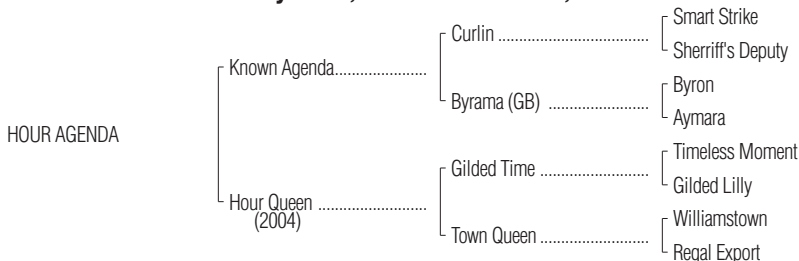 Smart Strike
Curlin ......................................
Sherriff's Deputy
Known Agenda.......................
Byron
Byrama (GB) .........................
Aymara
HOUR AGENDA
Timeless Moment
Gilded Time ...........................
Gilded Lilly
Hour Queen ...........................
(2004)
Williamstown
Town Queen ...........................
Regal Export